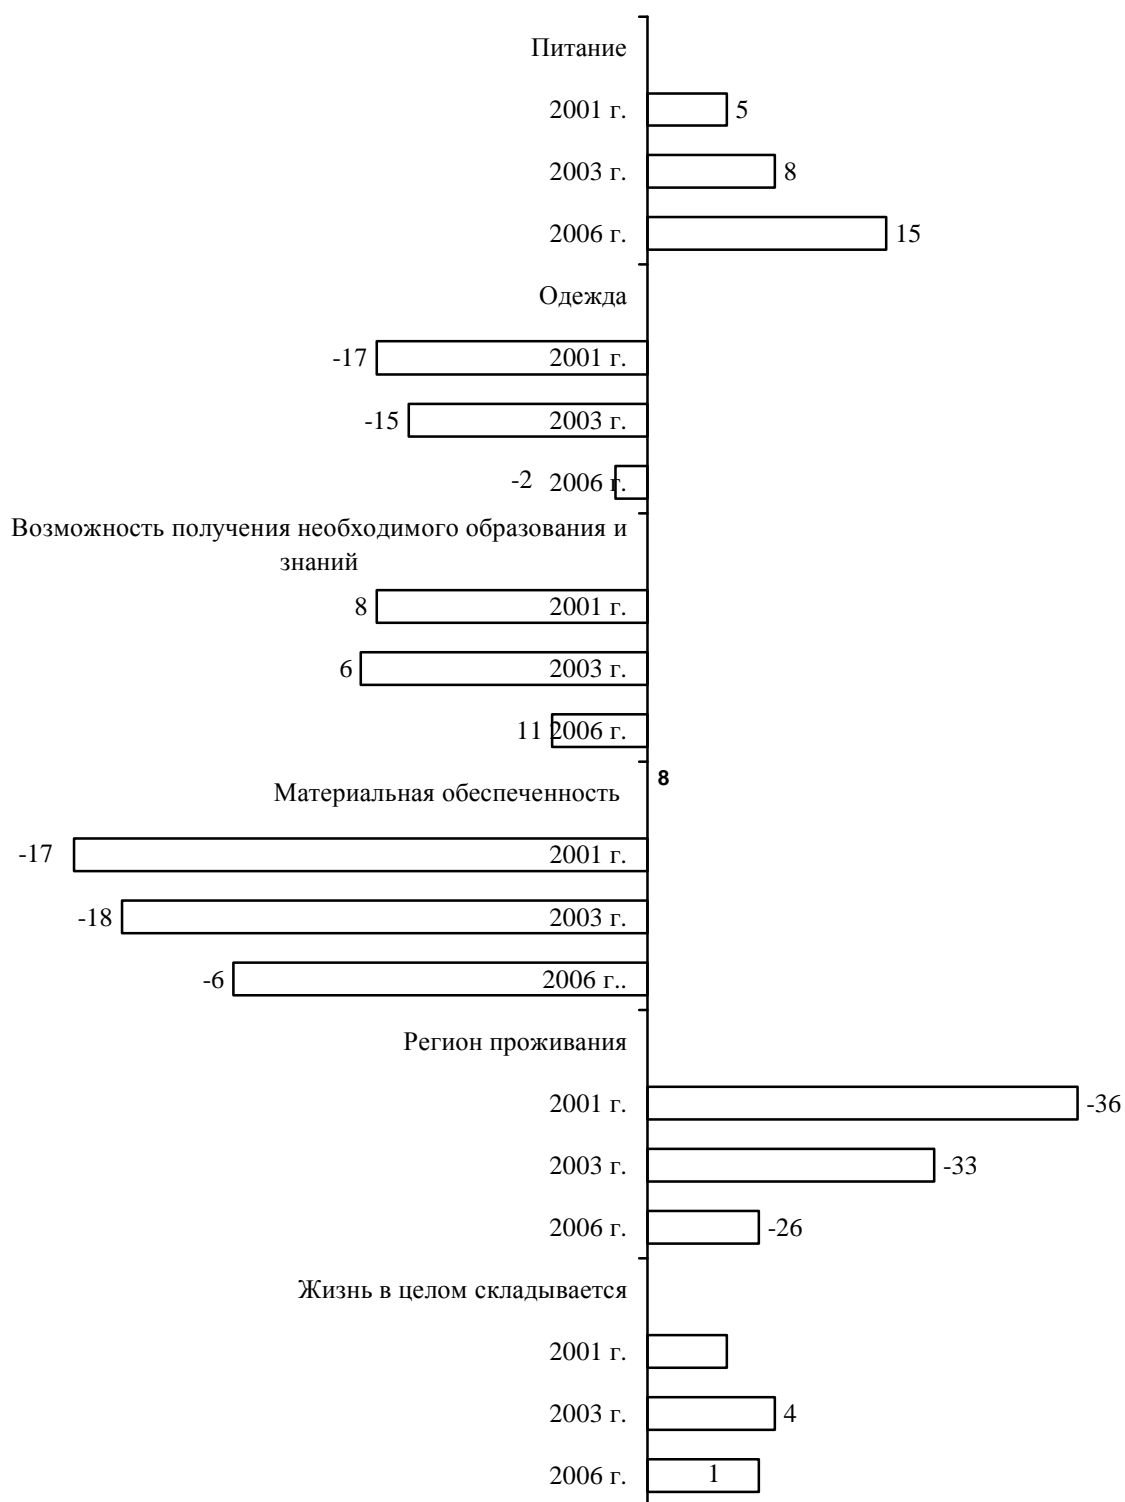 Питание
2001 г. 5
2003 г. 8
2006 г. 15
Одежда
-17 2001 г.
-15 2003 г.
-2 2006 г.
Возможность получения необходимого образования и
знаний
8 2001 г.
6 2003 г.
11 2006 г.
8
Материальная обеспеченность
-17 2001 г.
-18 2003 г.
-6 2006 г..
Регион проживания
2001 г. -36
2003 г. -33
2006 г. -26
Жизнь в целом складывается
2001 г.
2003 г. 4
2006 г. 1